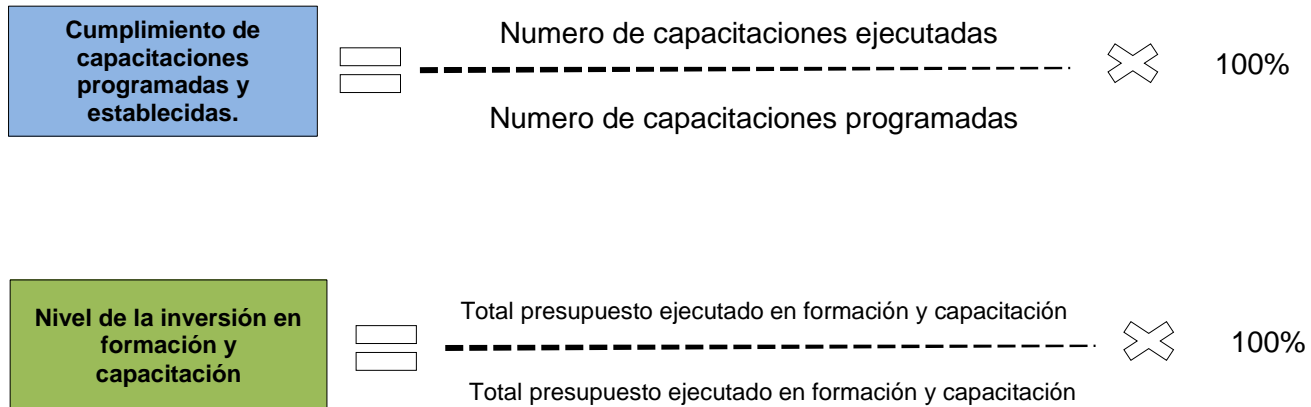 Cumplimiento de
capacitaciones
programadas y
establecidas.
Numero de capacitaciones ejecutadas
Numero de capacitaciones programadas
100%
Nivel de la inversión en
formación y
capacitación
Total presupuesto ejecutado en formación y capacitación
Total presupuesto ejecutado en formación y capacitación
100%